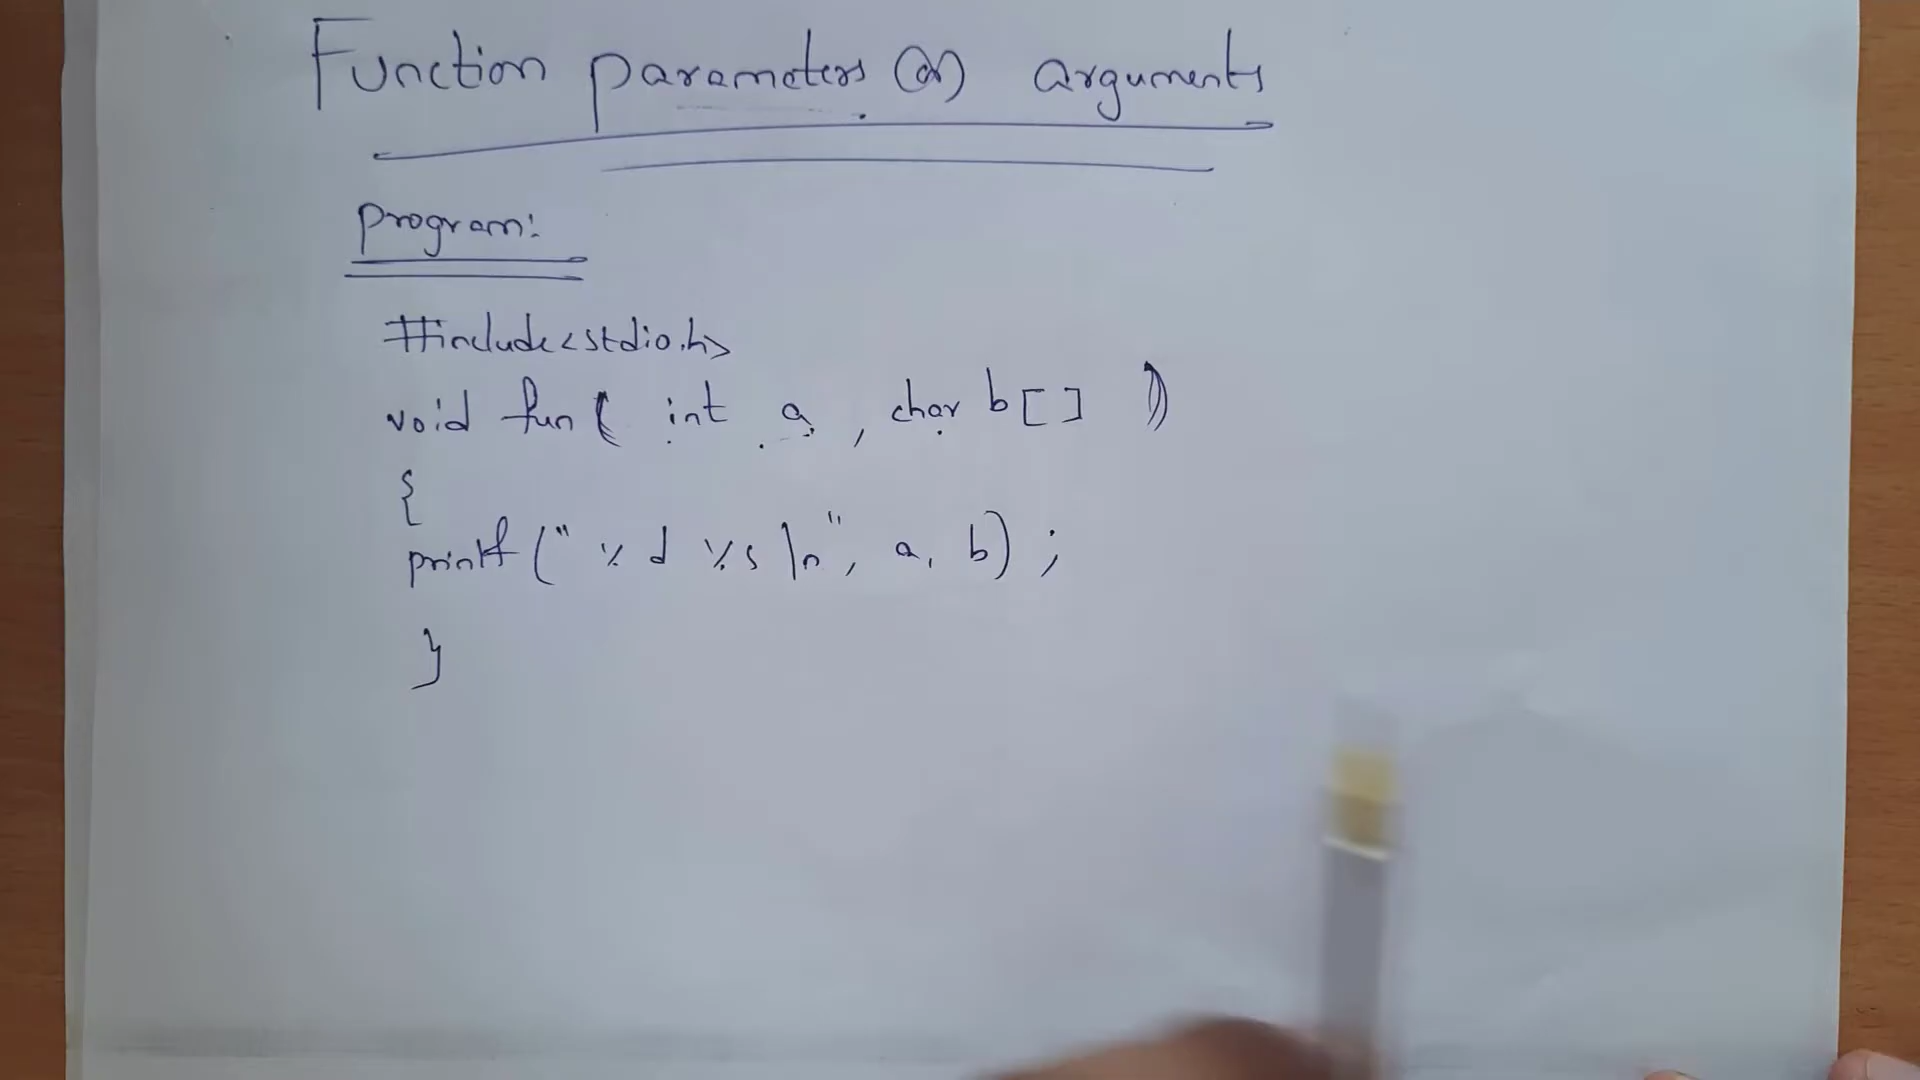 Function parameters (or) arguments
Program:
#include<stdio.h>
void fun( int a, char b[] )
{
printf("%d %s \n", a, b);
}